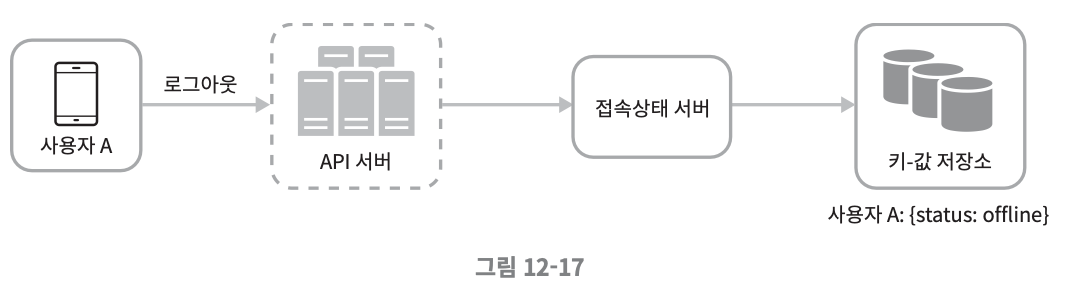 로그아웃
사용자 A
API 서버
접속상태 서버
키-값 저장소
사용자 A: {status: offline}
그림 12-17